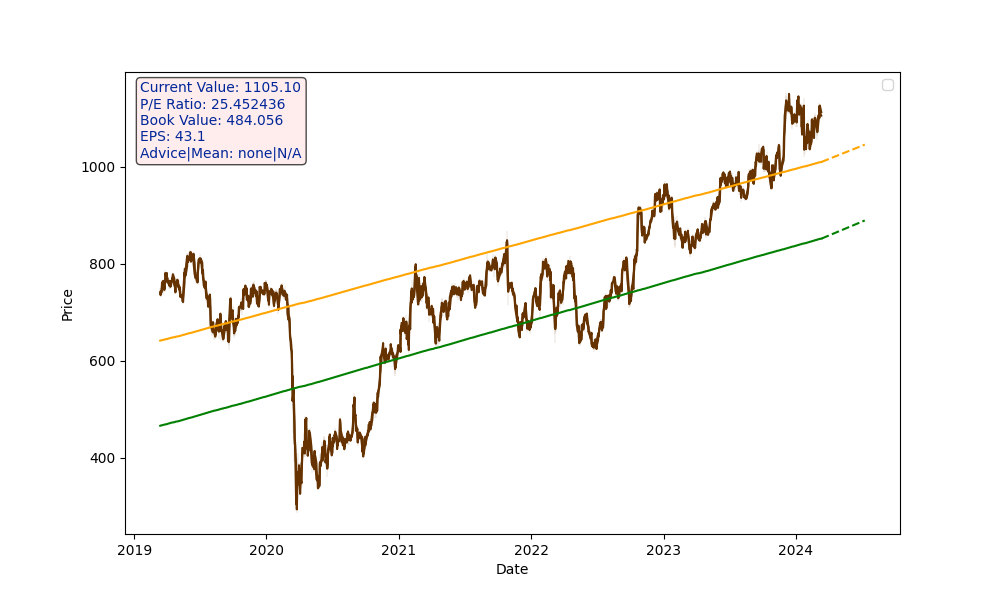 Current Value: 1105.10
P/E Ratio: 25.452436
Book Value: 484.056
EPS: 43.1
Advice|Mean: none|N/A
1000
800
600
400
Price
2019 2020 2021 2022 2023 2024
Date